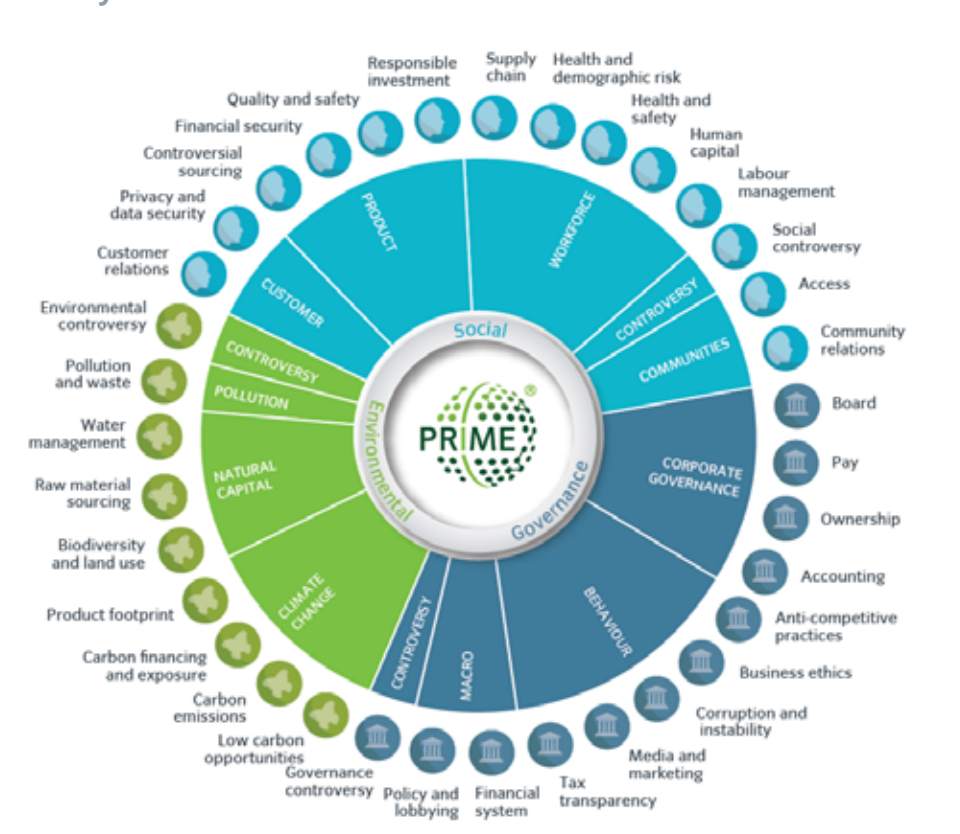 Responsible
investment
Supply
chain
Health and
demographic risk
Quality and safety
Health and
safety
Financial security
Human
capital
Controversial
sourcing
Labour
management
Privacy and
data security
Social
controversy
Customer
relations
Access
Environmental
controversy
Community
relations
Pollution
and waste
Board
Water
management
Pay
Raw material
sourcing
Ownership
Biodiversity
and land use
Accounting
Product footprint
Anti-competitive
practices
Carbon financing
and exposure
Business ethics
Carbon
emissions
Corruption and
instability
Low carbon
opportunities
Media and
marketing
Governance
controversy
Policy and
lobbying
Financial
system
Tax
transparency
PRODUCT
WORKFORCE
CUSTOMER
CONTROVERSY
COMMUNITIES
CONTROVERSY
POLLUTION
NATURAL
CAPITAL
CORPORATE
GOVERNANCE
CLIMATE
CHANGE
CONTROVERSY
MACRO
BEHAVIOUR
Social
Environmental
Governance
PRIME®